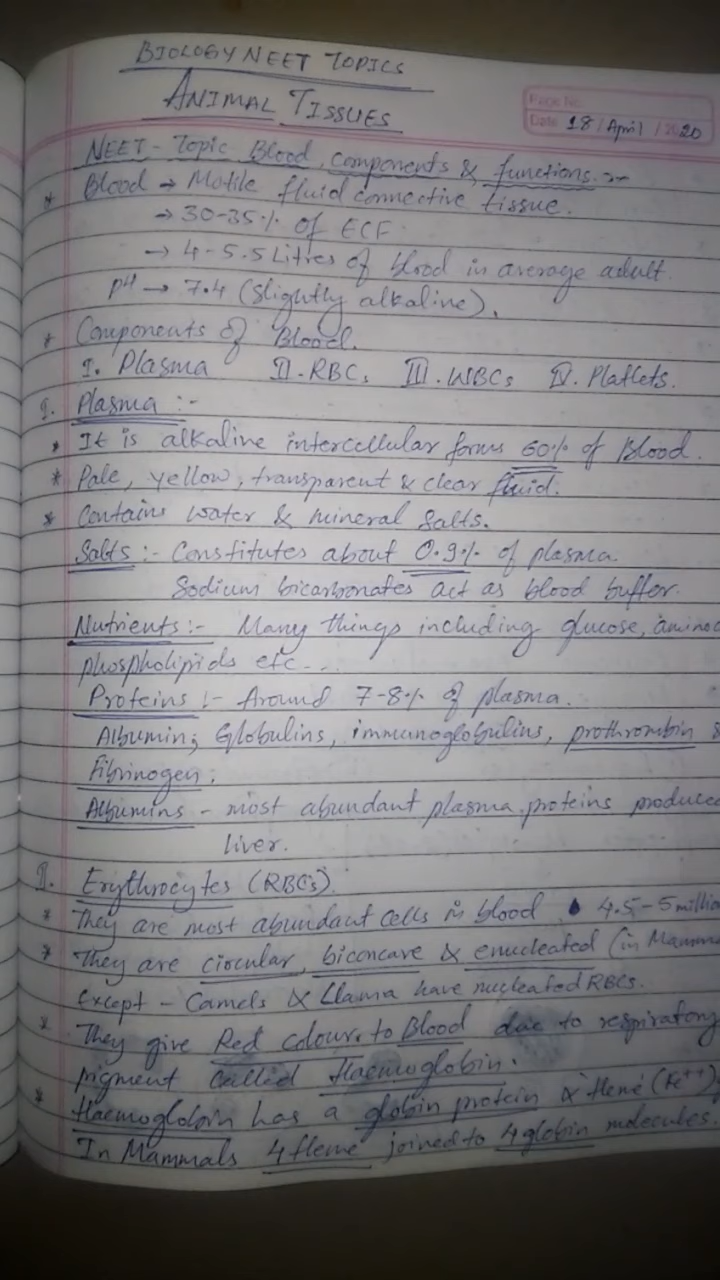 BIOLOGY NEET TOPICS
ANIMAL TISSUES
Page No.
Date 18 / April / 2020
NEET - Topic Blood, components & functions :~
* Blood → Motile fluid connective tissue.
→ 30-35% of ECF.
→ 4-5.5 Litres of blood in average adult.
pH → 7.4 (Slightly alkaline).
* Components of Blood.
I. Plasma II. RBCs III. WBCs IV. Platlets.
I. Plasma :-
* It is alkaline intercellular forms 60% of Blood.
* Pale, yellow, transparent & clear fluid.
* Contains water & mineral salts.
Salts :- Constitutes about 0.9% of plasma.
Sodium bicarbonates act as blood buffer.
Nutrients :- Many things including glucose, amino
phospholipids etc...
Proteins :- Around 7-8% of plasma.
Albumin; Globulins, immunoglobulins, prothrombin &
Fibrinogen;
Albumins - most abundant plasma proteins produce
liver.
II. Erythrocytes (RBCs)
* They are most abundant cells in blood 4.5-5 millio
* They are circular, biconcave & enucleated (in Mamma
Except - Camels & Llama have nucleated RBCs.
* They give Red colour to Blood due to respiratory
pigment called Haemoglobin.
* Haemoglobin has a globin protein & Heme (Fe++)
In Mammals 4 Heme joined to 4 globin molecules.